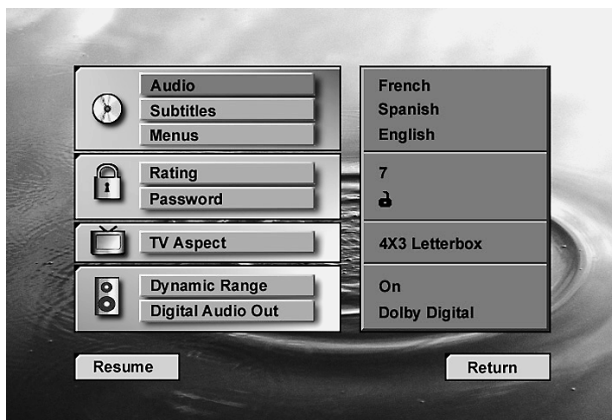 Audio French
Subtitles Spanish
Menus English
Rating 7
Password
TV Aspect 4X3 Letterbox
Dynamic Range On
Digital Audio Out Dolby Digital
Resume Return